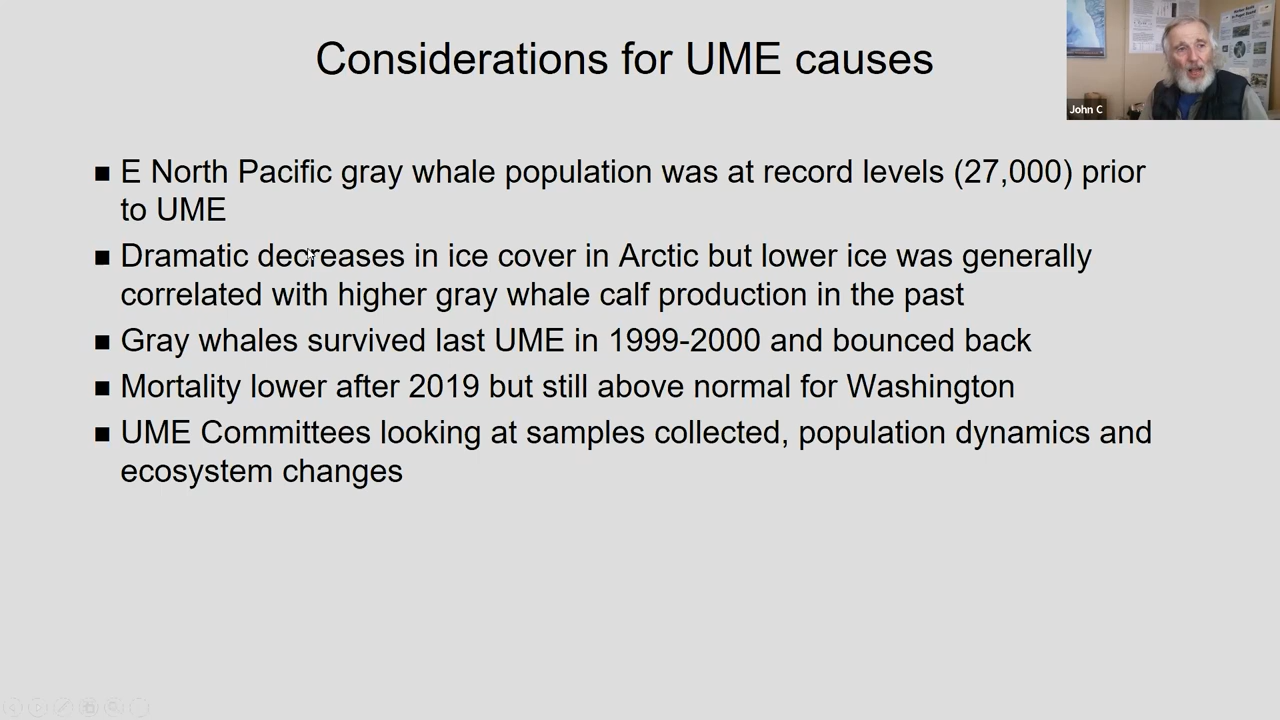 Considerations for UME causes
John C
■ E North Pacific gray whale population was at record levels (27,000) prior
to UME
■ Dramatic decreases in ice cover in Arctic but lower ice was generally
correlated with higher gray whale calf production in the past
■ Gray whales survived last UME in 1999-2000 and bounced back
■ Mortality lower after 2019 but still above normal for Washington
■ UME Committees looking at samples collected, population dynamics and
ecosystem changes